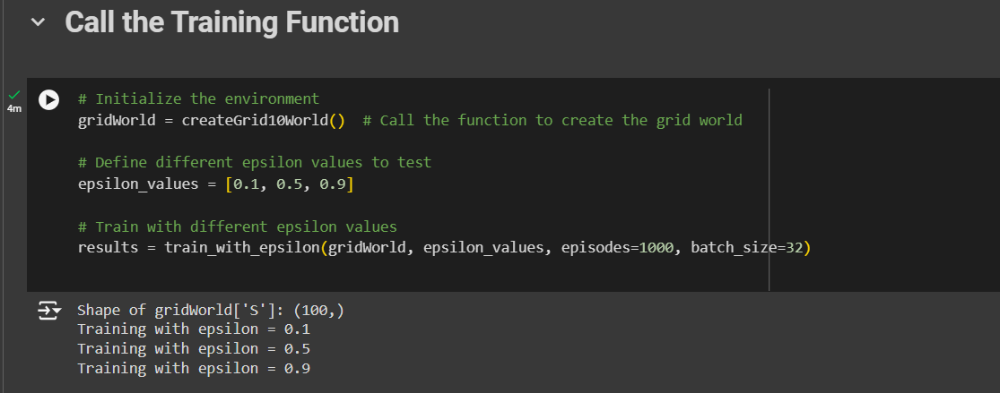 Call the Training Function
4m
# Initialize the environment
gridWorld = createGrid10World()  # Call the function to create the grid world
# Define different epsilon values to test
epsilon_values = [0.1, 0.5, 0.9]
# Train with different epsilon values
results = train_with_epsilon(gridWorld, epsilon_values, episodes=1000, batch_size=32)
Shape of gridWorld['S']: (100,)
Training with epsilon = 0.1
Training with epsilon = 0.5
Training with epsilon = 0.9